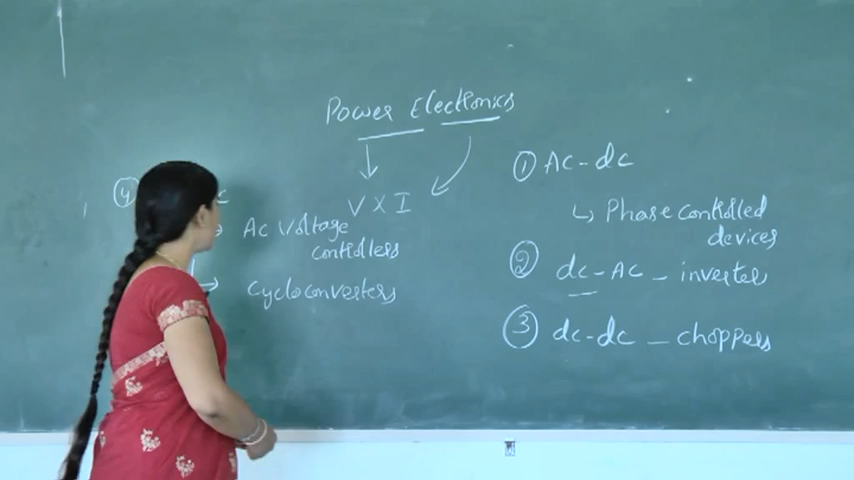 Power Electronics
V X I
① Ac-dc
↳ Phase controlled
devices
② dc-AC - inverter
③ dc-dc - choppers
④
Ac Voltage
controllers
→ Cycloconverters